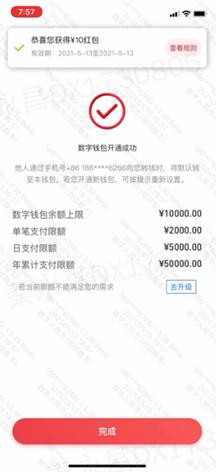 7:57
恭喜您获得¥10红包
有效期：2021-5-13至2021-5-13
查看规则
数字钱包开通成功
他人通过手机号+86 186****6266向您转钱时，将默认转
至本钱包，若您开通新钱包，可按提示重新设置。
数字钱包余额上限 ¥10000.00
单笔支付限额 ¥2000.00
日支付限额 ¥5000.00
年累计支付限额 ¥50000.00
若当前限额不能满足您的需求 去升级
完成